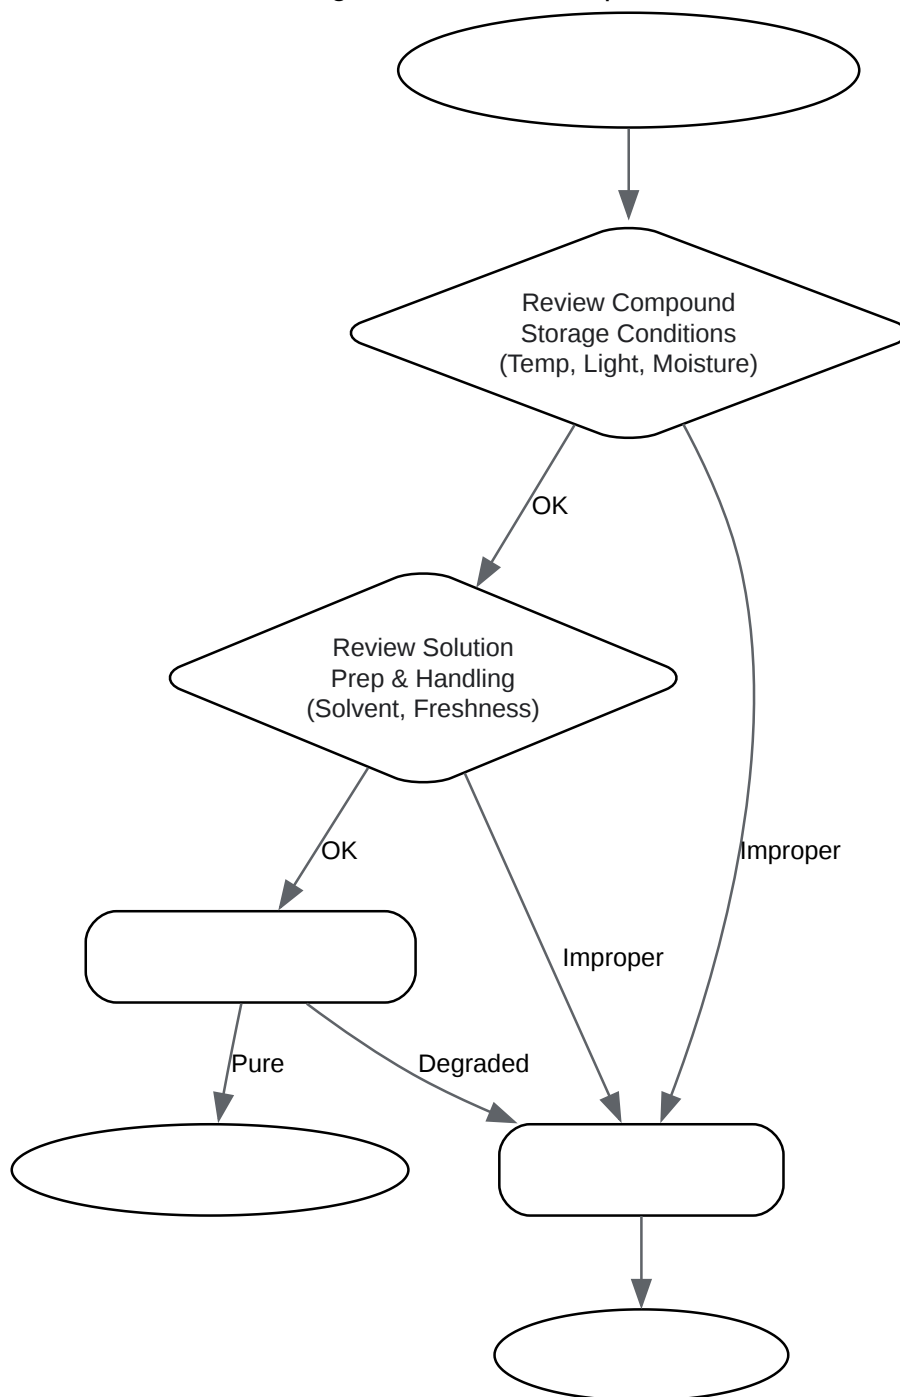 Review Compound
Storage Conditions
(Temp, Light, Moisture)
OK
Review Solution
Prep & Handling
(Solvent, Freshness)
OK
Improper
Improper
Pure
Degraded